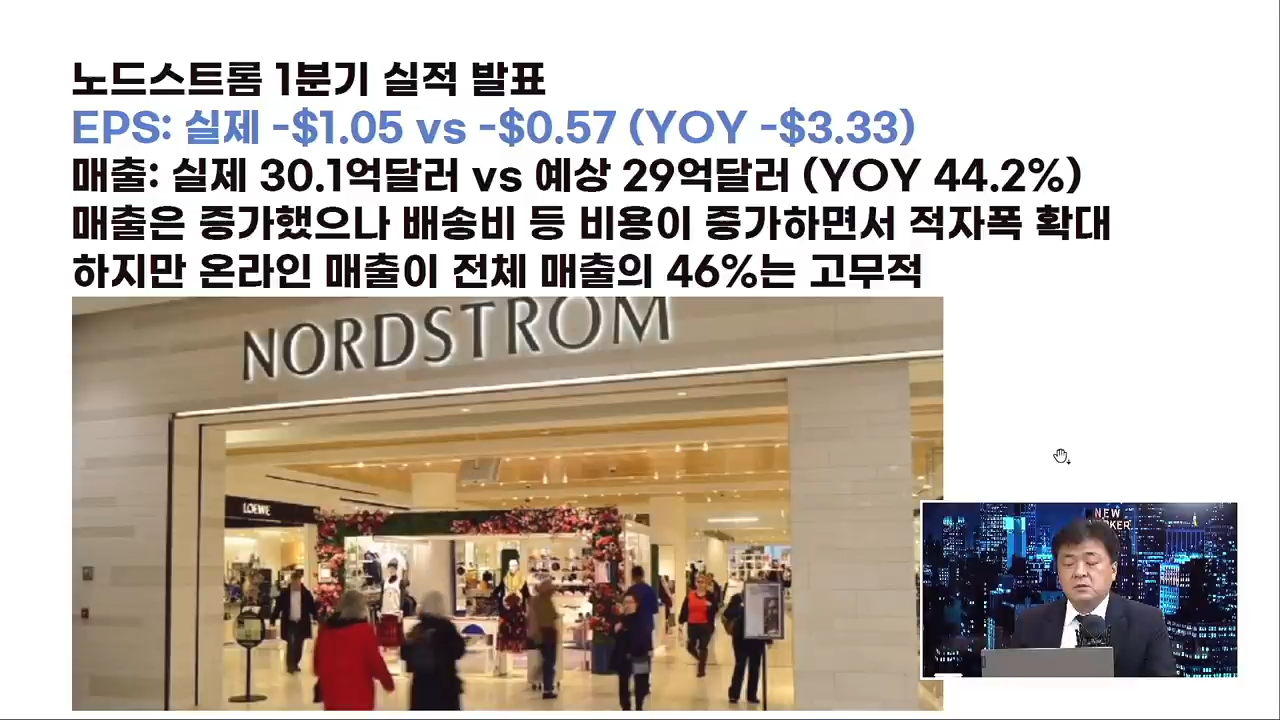 노드스트롬 1분기 실적 발표
EPS: 실제 -$1.05 vs -$0.57 (YOY -$3.33)
매출: 실제 30.1억달러 vs 예상 29억달러 (YOY 44.2%)
매출은 증가했으나 배송비 등 비용이 증가하면서 적자폭 확대
하지만 온라인 매출이 전체 매출의 46%는 고무적
NORDSTROM
LOEWE
NEW